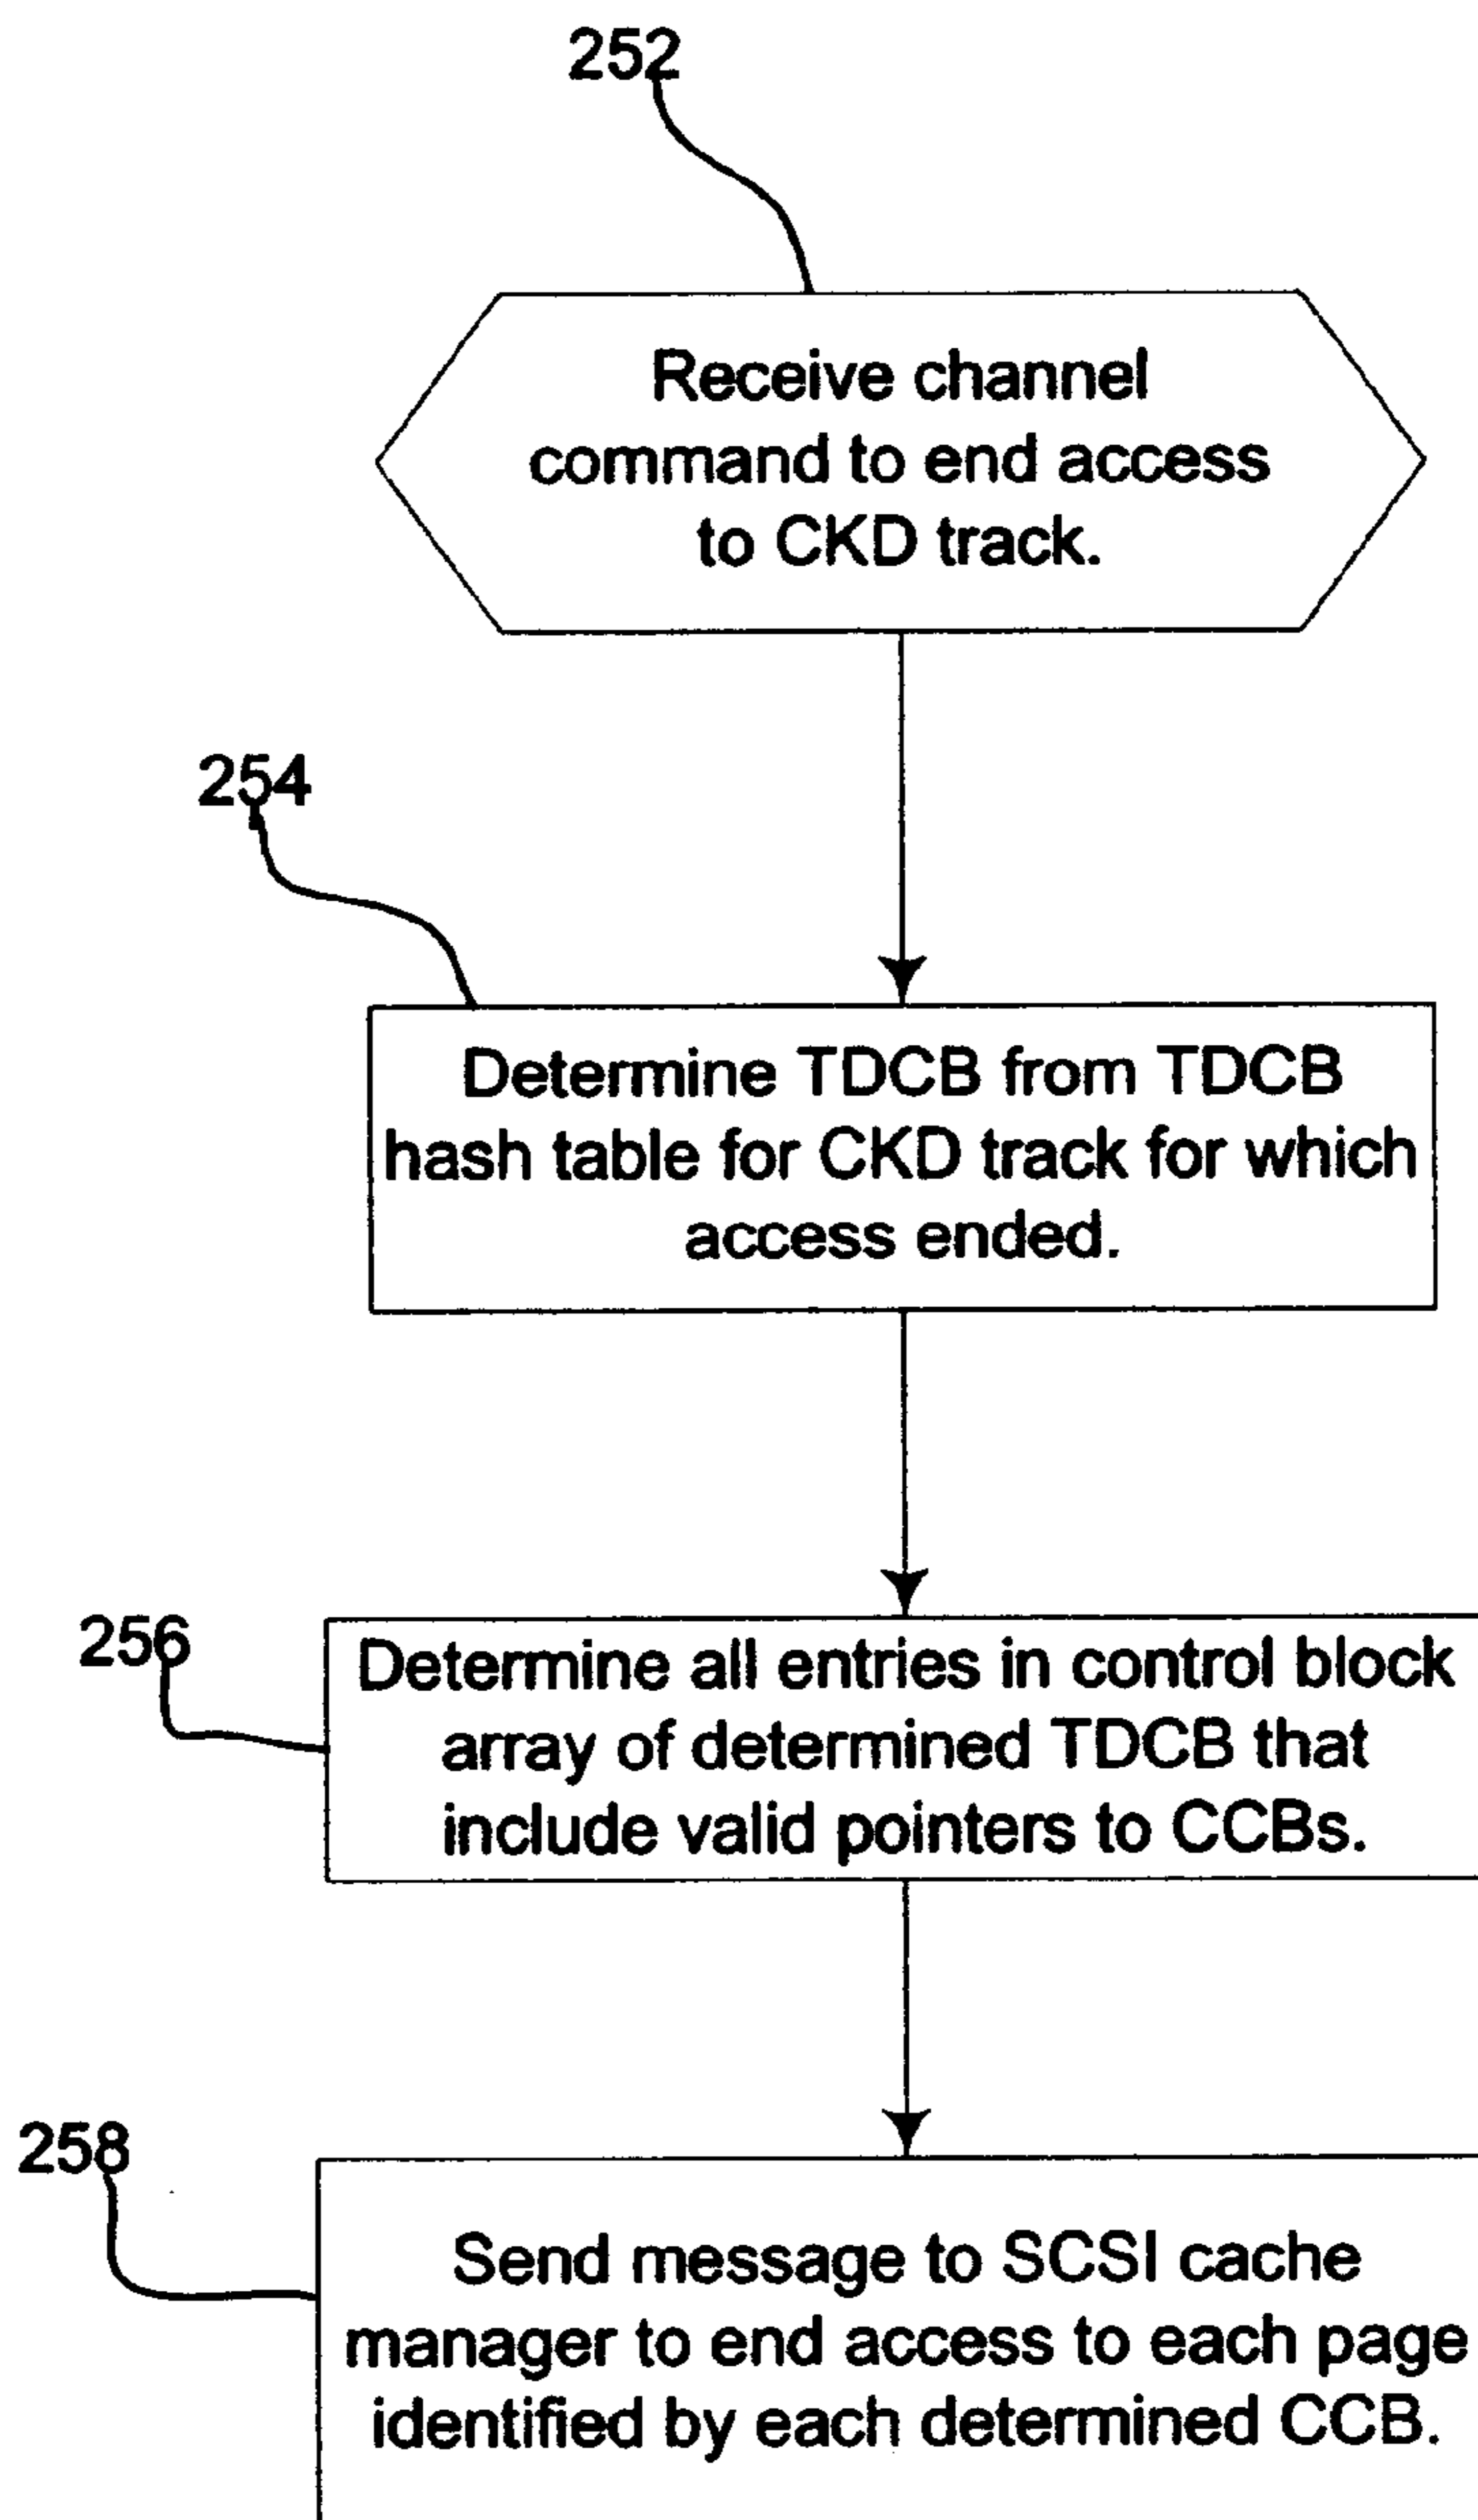 252
Receive channel
command to end access
to CKD track.
254
Determine TDCB from TDCB
hash table for CKD track for which
access ended.
256
Determine all entries in control block
array of determined TDCB that
include valid pointers to CCBs.
258
Send message to SCSI cache
manager to end access to each page
identified by each determined CCB.